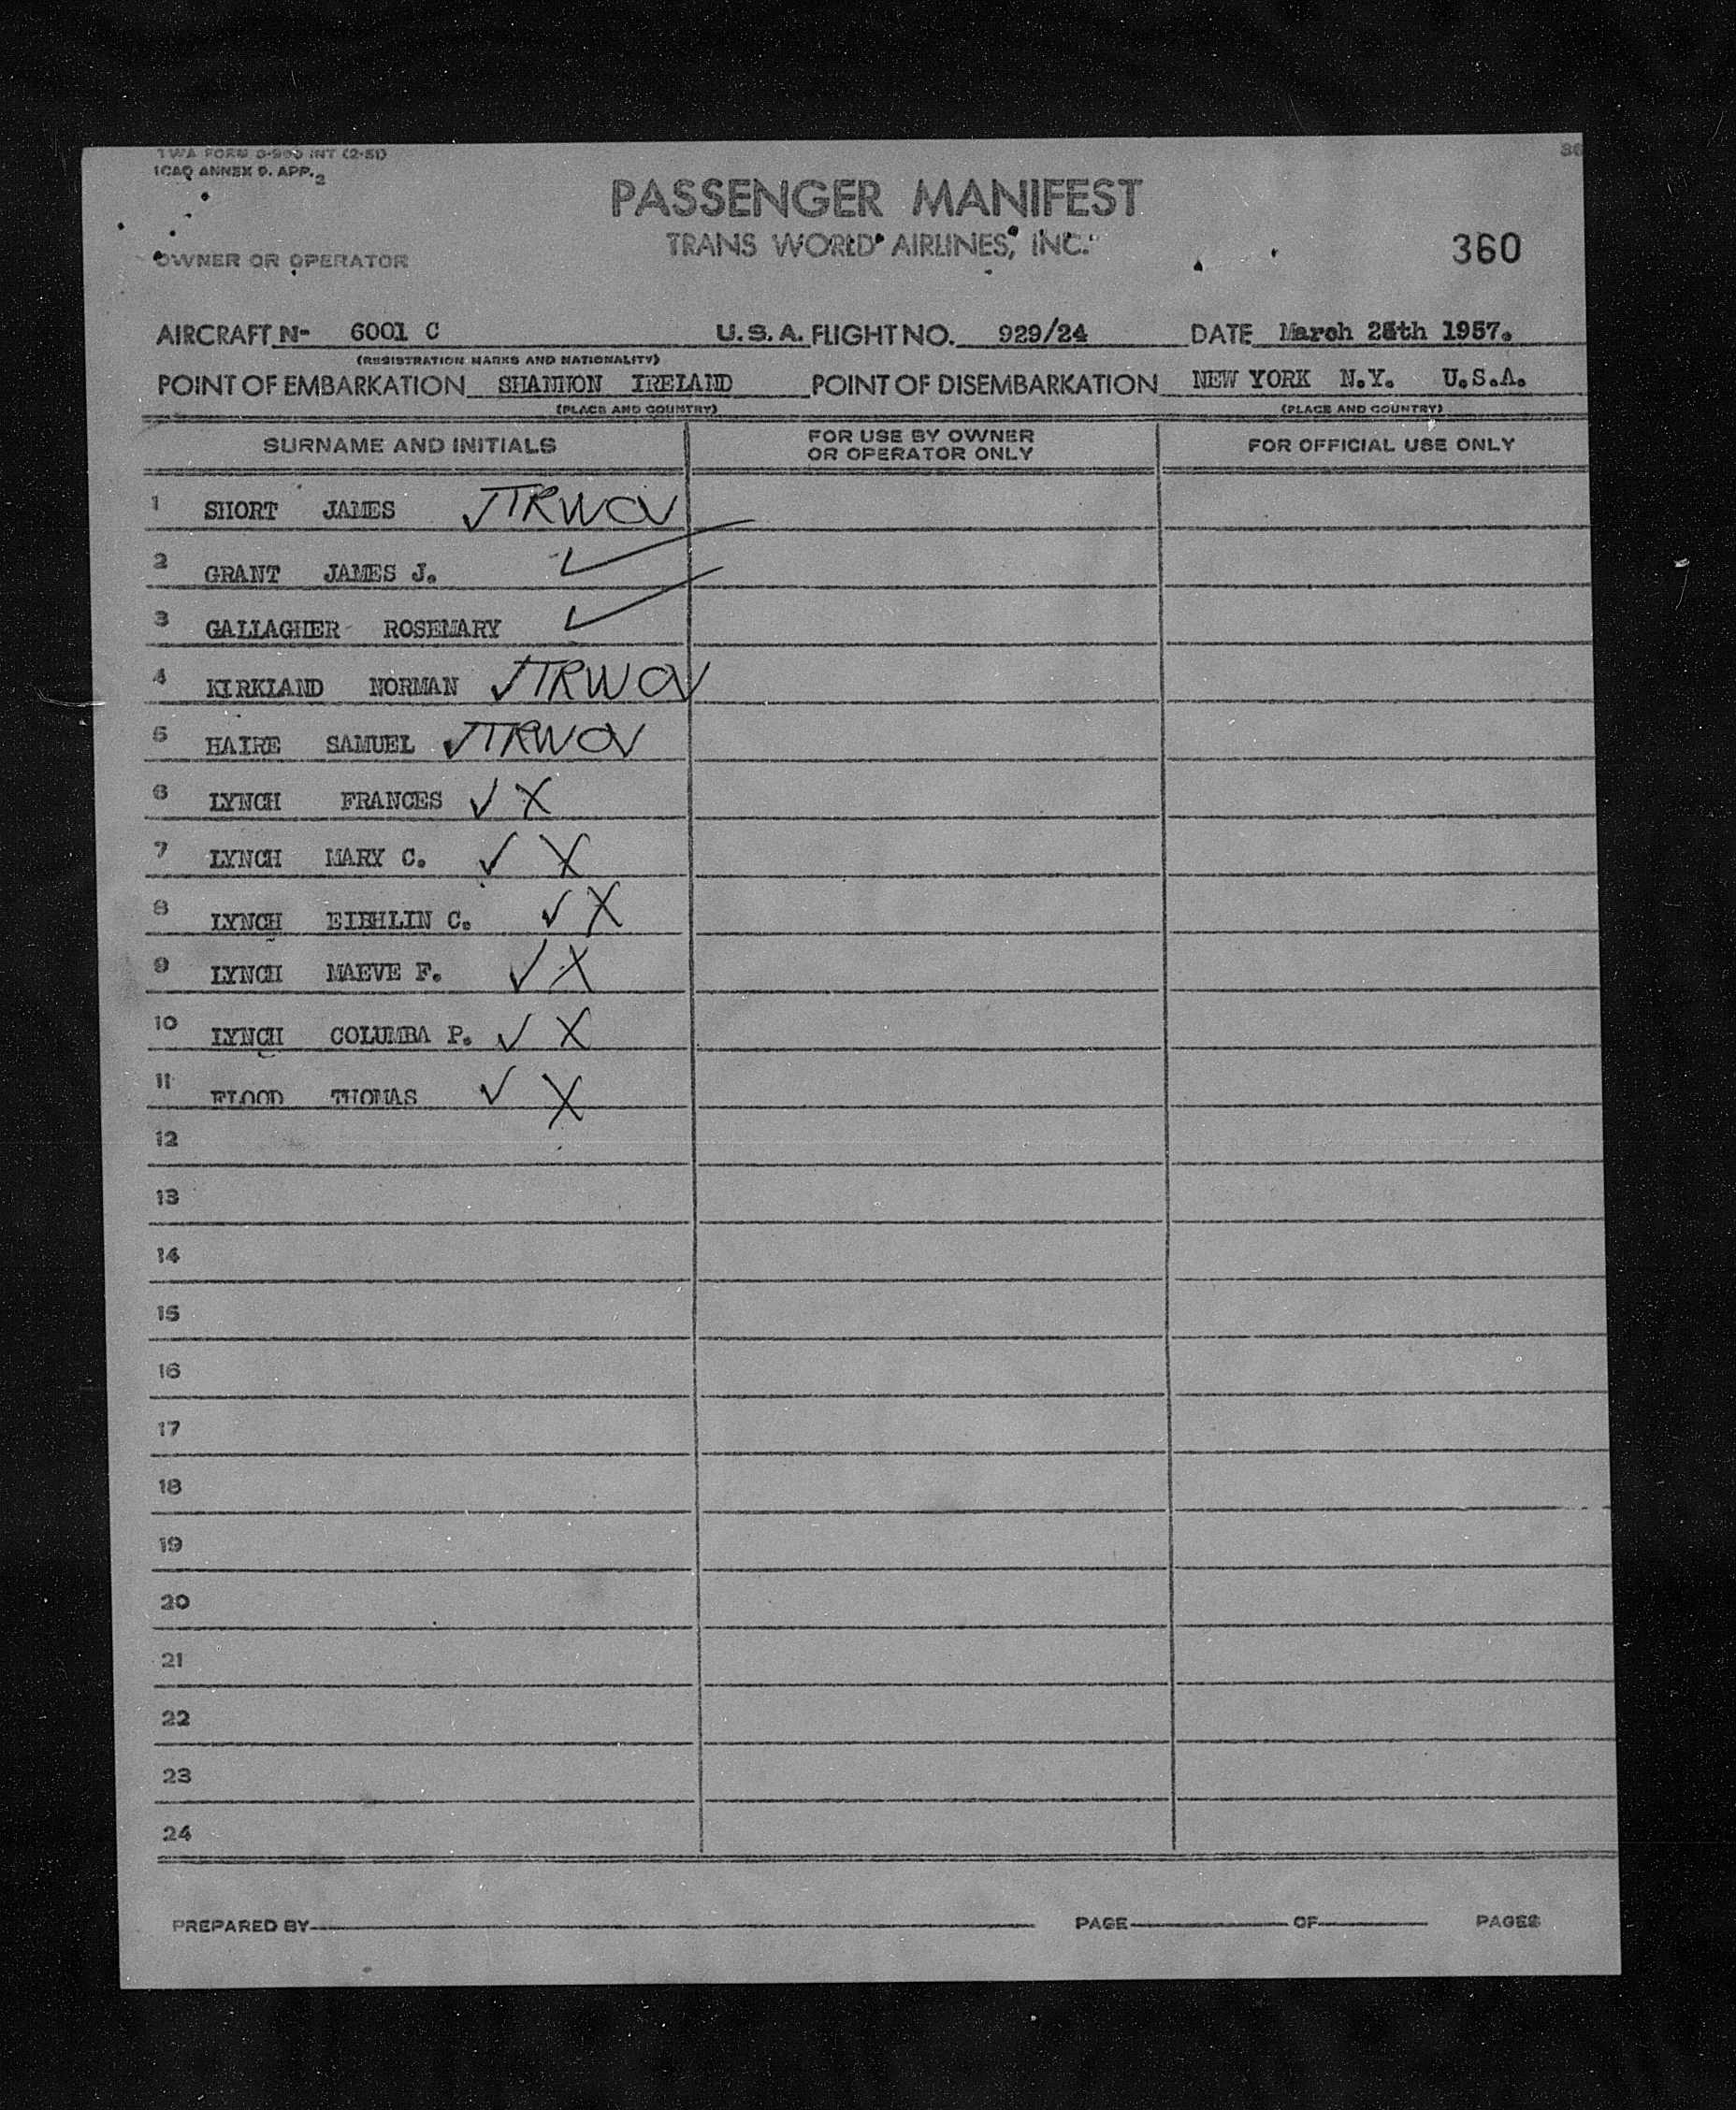 TWA FORM INT (2-51)
ICAO ANNEX 9. APP. 2
PASSENGER MANIFEST
TRANS WORLD AIRLINES, INC.
360
OWNER OR OPERATOR
AIRCRAFT N- 6001 C U.S.A. FLIGHT NO. 929/24 DATE March 1957.
(REGISTRATION MARKS AND NATIONALITY)
POINT OF EMBARKATION SHANNON IRELAND POINT OF DISEMBARKATION NEW YORK N.Y. U.S.A.
(PLACE AND COUNTRY) (PLACE AND COUNTRY)
SURNAME AND INITIALS FOR USE BY OWNER OR OPERATOR ONLY FOR OFFICIAL USE ONLY
1 SHORT JAMES ✓ TRWOV
2 GRANT JAMES J. ✓
3 GALLAGHER ROSEMARY ✓
4 KIRKLAND NORMAN ✓ TRWOV
5 HAIRE SAMUEL ✓ TRWOV
6 LYNCH FRANCES ✓ X
7 LYNCH MARY C. ✓ X
8 LYNCH EIBHLIN C. ✓ X
9 LYNCH MAEVE F. ✓ X
10 LYNCH COLUMBA P. ✓ X
11 FLOOD THOMAS ✓ X
12
13
14
15
16
17
18
19
20
21
22
23
24
PREPARED BY PAGE OF PAGES